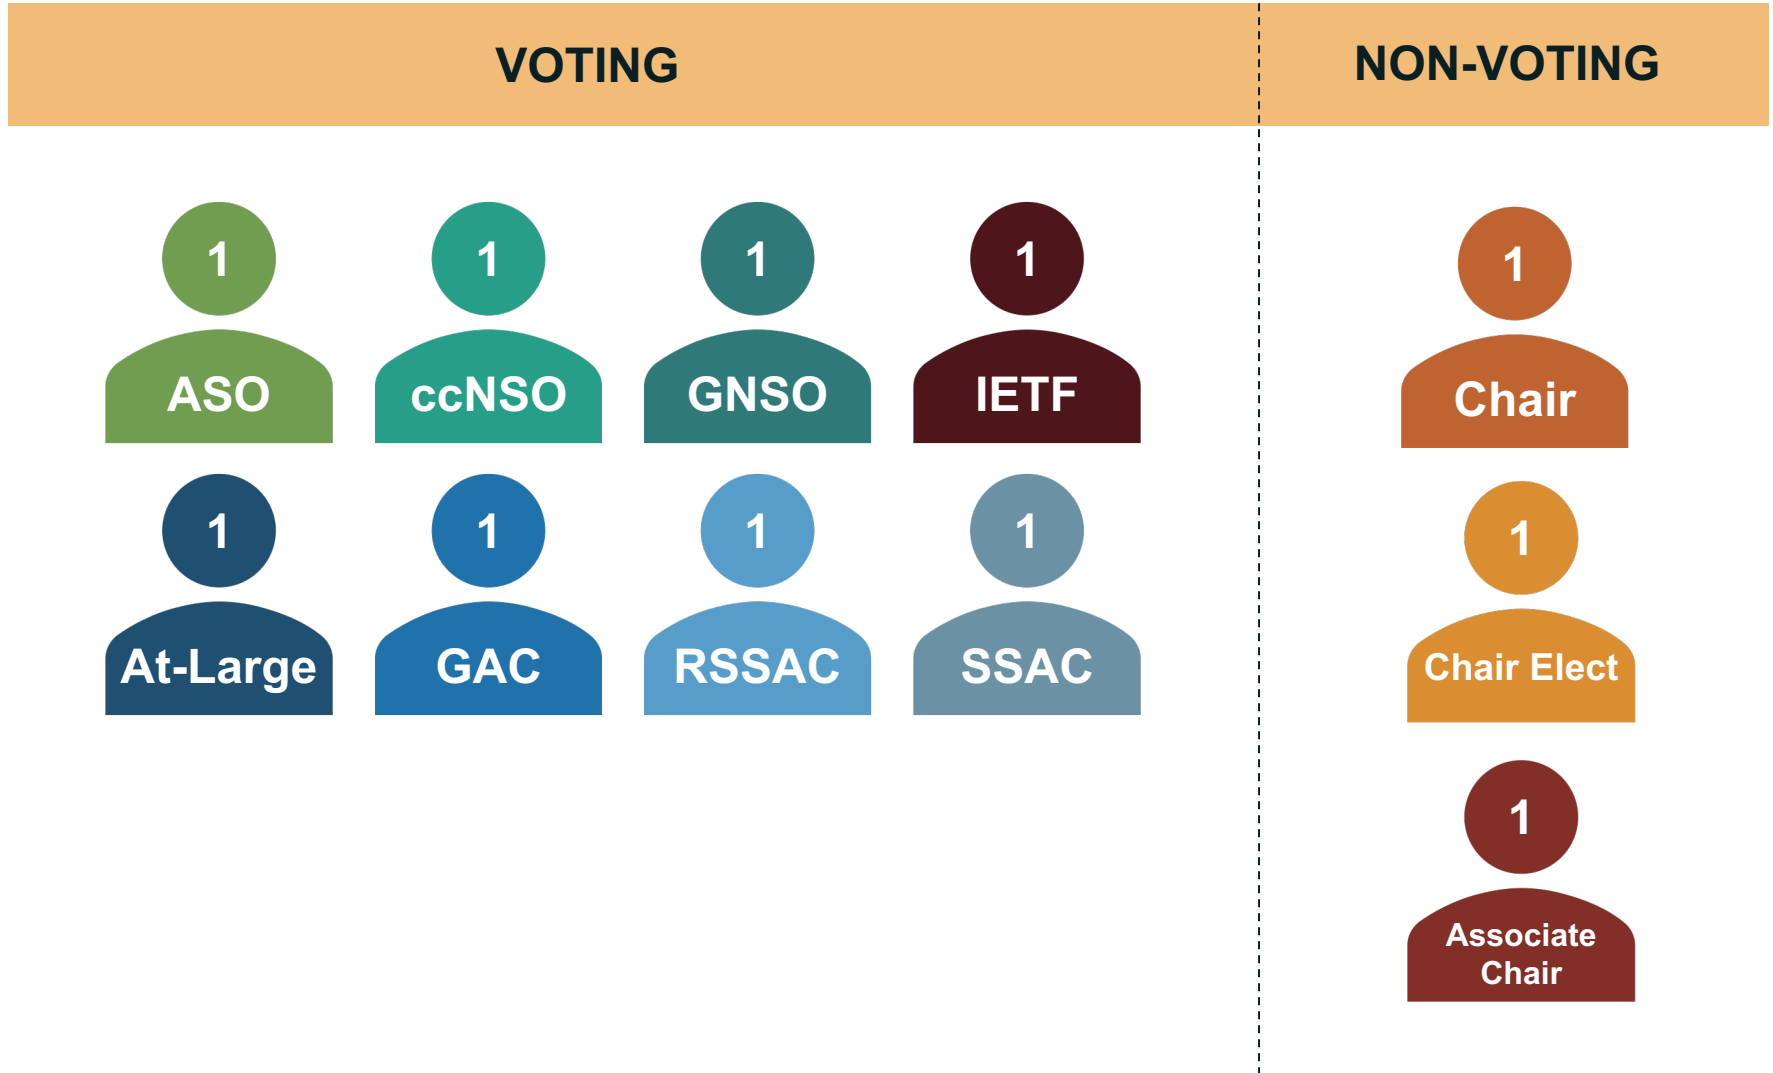 VOTING
NON-VOTING
1
1
1
1
ASO
ccNSO
GNSO
IETF
1
1
1
1
At-Large
GAC
RSSAC
SSAC
1
Chair
1
Chair Elect
1
Associate
Chair